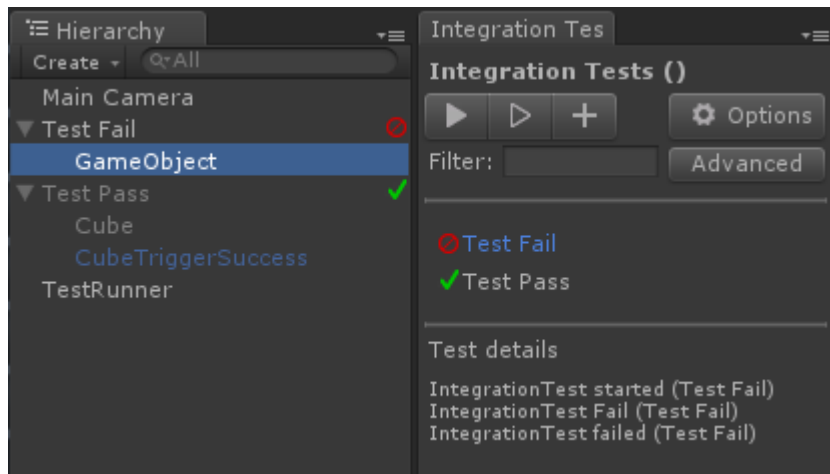 Hierarchy
Create All
Main Camera
Test Fail
GameObject
Test Pass
Cube
CubeTriggerSuccess
TestRunner
Integration Tes
Integration Tests ()
Options
Filter: Advanced
Test Fail
Test Pass
Test details
IntegrationTest started (Test Fail)
IntegrationTest Fail (Test Fail)
IntegrationTest failed (Test Fail)